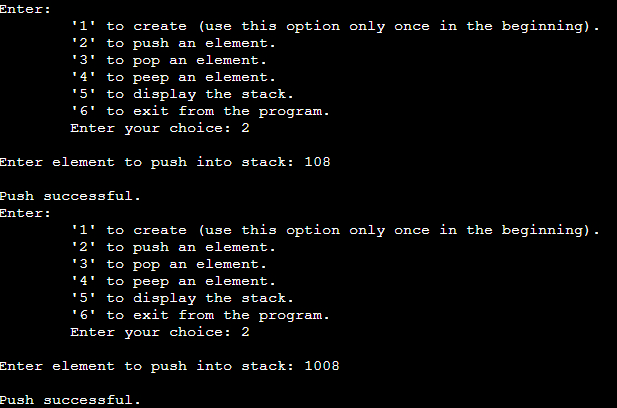 Enter:
'1' to create (use this option only once in the beginning).
'2' to push an element.
'3' to pop an element.
'4' to peep an element.
'5' to display the stack.
'6' to exit from the program.
Enter your choice: 2
Enter element to push into stack: 108
Push successful.
Enter:
'1' to create (use this option only once in the beginning).
'2' to push an element.
'3' to pop an element.
'4' to peep an element.
'5' to display the stack.
'6' to exit from the program.
Enter your choice: 2
Enter element to push into stack: 1008
Push successful.